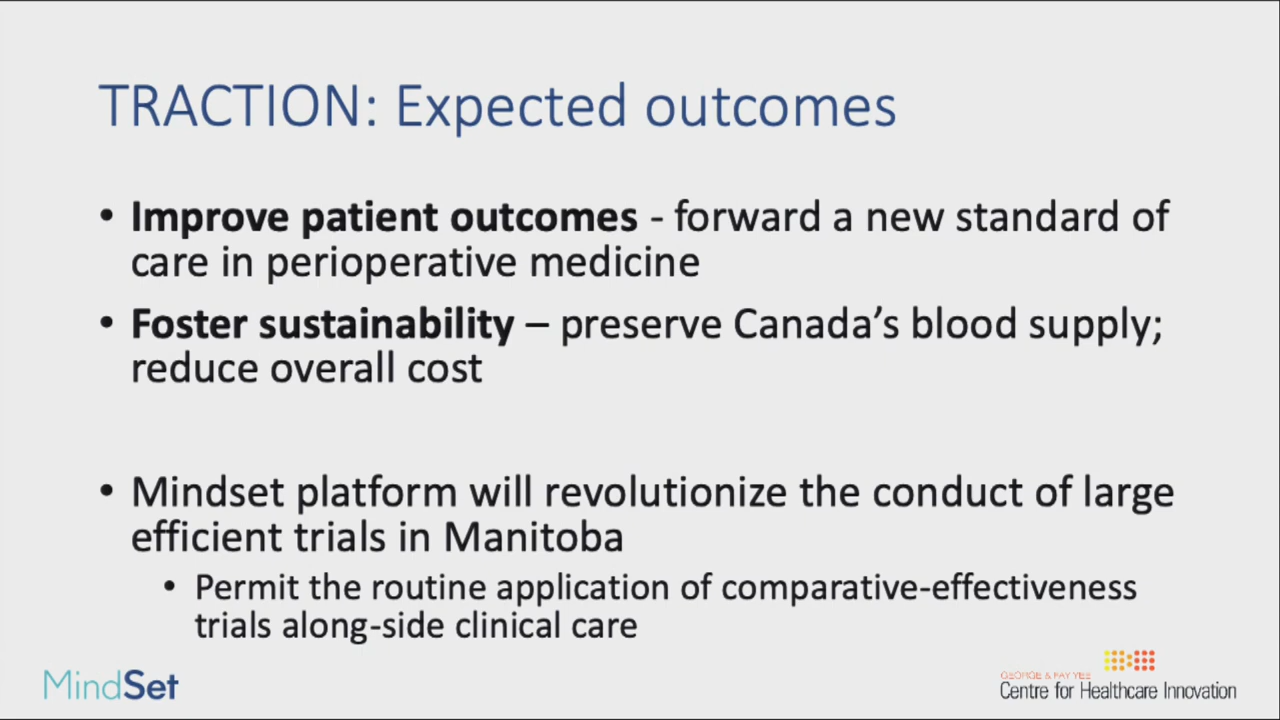 TRACTION: Expected outcomes
• Improve patient outcomes - forward a new standard of
care in perioperative medicine
• Foster sustainability – preserve Canada’s blood supply;
reduce overall cost
• Mindset platform will revolutionize the conduct of large
efficient trials in Manitoba
• Permit the routine application of comparative-effectiveness
trials along-side clinical care
MindSet
GEORGE & FAY YEE
Centre for Healthcare Innovation